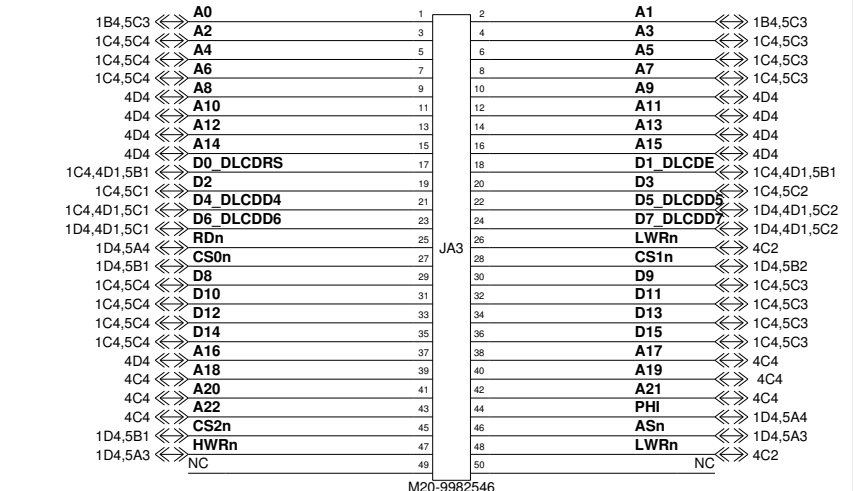 1B4,5C3 A0 1 2 A1 1B4,5C3
1C4,5C4 A2 3 4 A3 1C4,5C3
1C4,5C4 A4 5 6 A5 1C4,5C3
1C4,5C4 A6 7 8 A7 1C4,5C3
4D4 A8 9 10 A9 4D4
4D4 A10 11 12 A11 4D4
4D4 A12 13 14 A13 4D4
4D4 A14 15 16 A15 4D4
1C4,4D1,5B1 D0_DLCDRS 17 18 D1_DLCDE 1C4,4D1,5B1
1C4,5C1 D2 19 20 D3 1C4,5C2
1C4,4D1,5C1 D4_DLCDD4 21 22 D5_DLCDD5 1D4,4D1,5C2
1D4,4D1,5C1 D6_DLCDD6 23 24 D7_DLCDD7 1D4,4D1,5C2
1D4,5A4 RDn 25 26 LWRn 4C2
JA3
1D4,5B1 CS0n 27 28 CS1n 1D4,5B2
1C4,5C4 D8 29 30 D9 1C4,5C3
1C4,5C4 D10 31 32 D11 1C4,5C3
1C4,5C4 D12 33 34 D13 1C4,5C3
1C4,5C4 D14 35 36 D15 1C4,5C3
4D4 A16 37 38 A17 4C4
4C4 A18 39 40 A19 4C4
4C4 A20 41 42 A21 4C4
4C4 A22 43 44 PHI 1D4,5A4
1D4,5B1 CS2n 45 46 ASn 1D4,5A3
1D4,5A3 HWRn 47 48 LWRn 4C2
NC 49 50 NC
M20-9982546